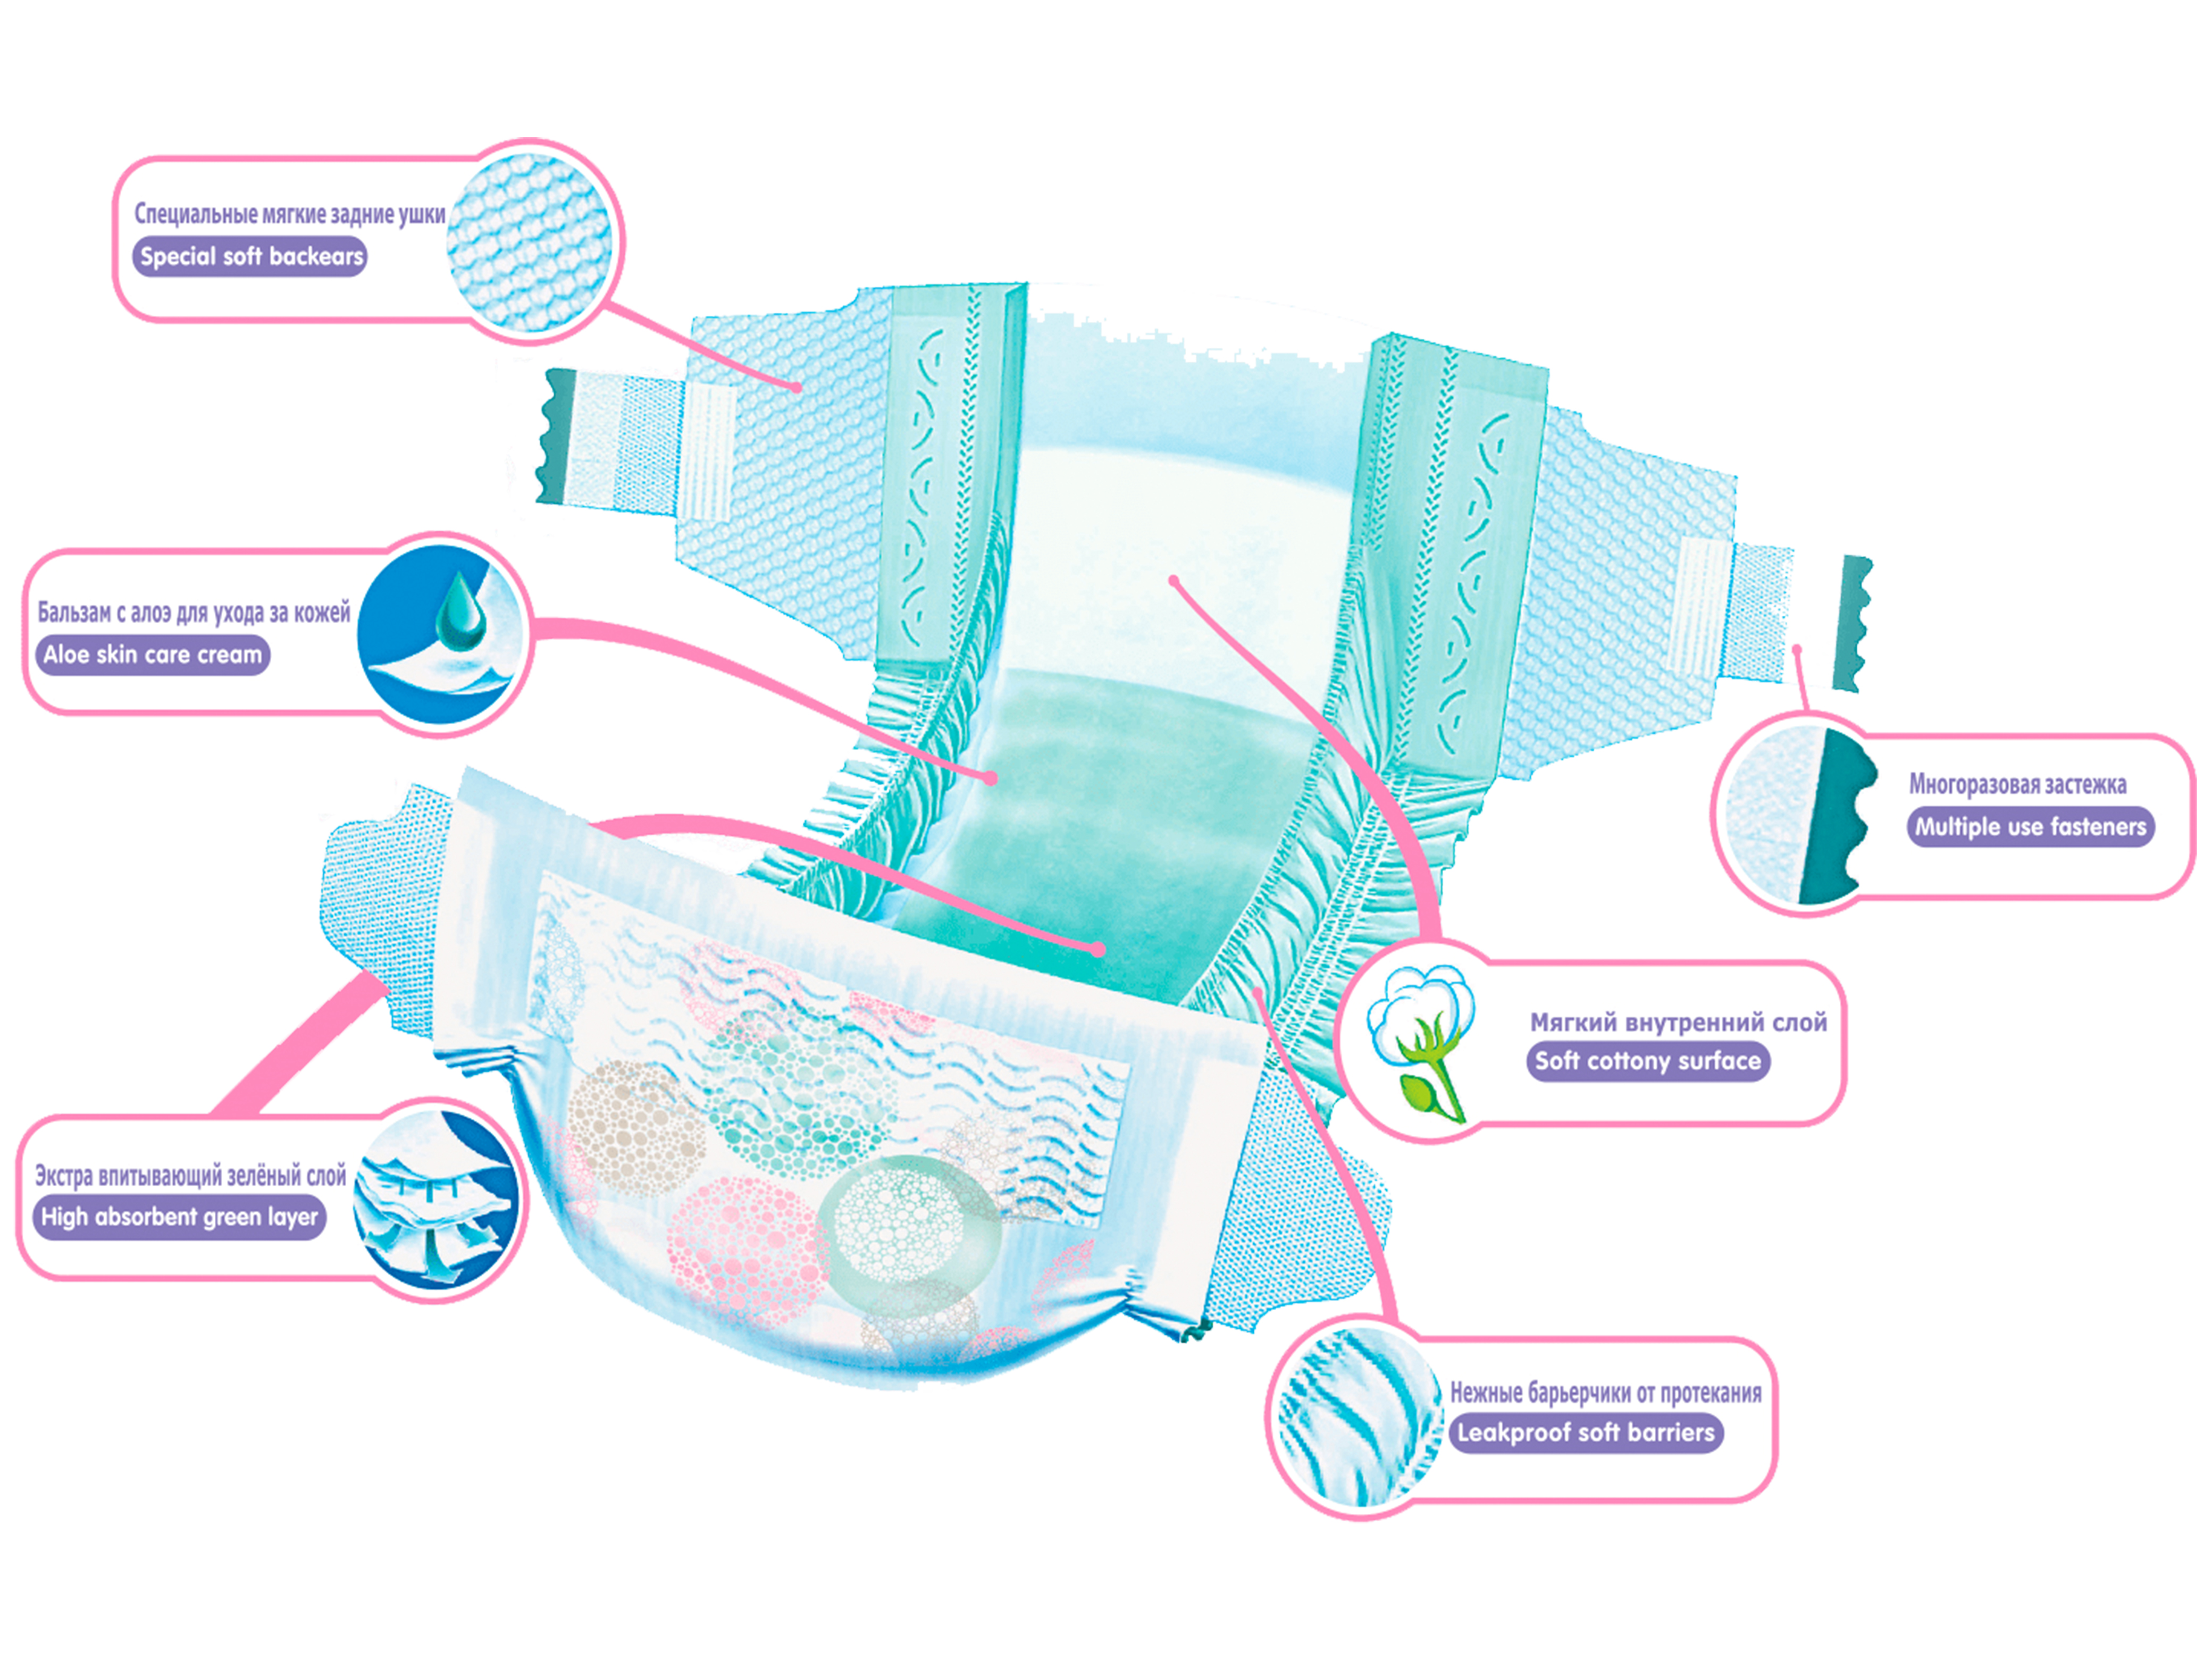 Специальные мягкие задние ушки
Special soft backears
Бальзам с алоэ для ухода за кожей
Aloe skin care cream
Многоразовая застежка
Multiple use fasteners
Мягкий внутренний слой
Soft cottony surface
Экстра впитывающий зелёный слой
High absorbent green layer
Нежные барьерчики от протекания
Leakproof soft barriers